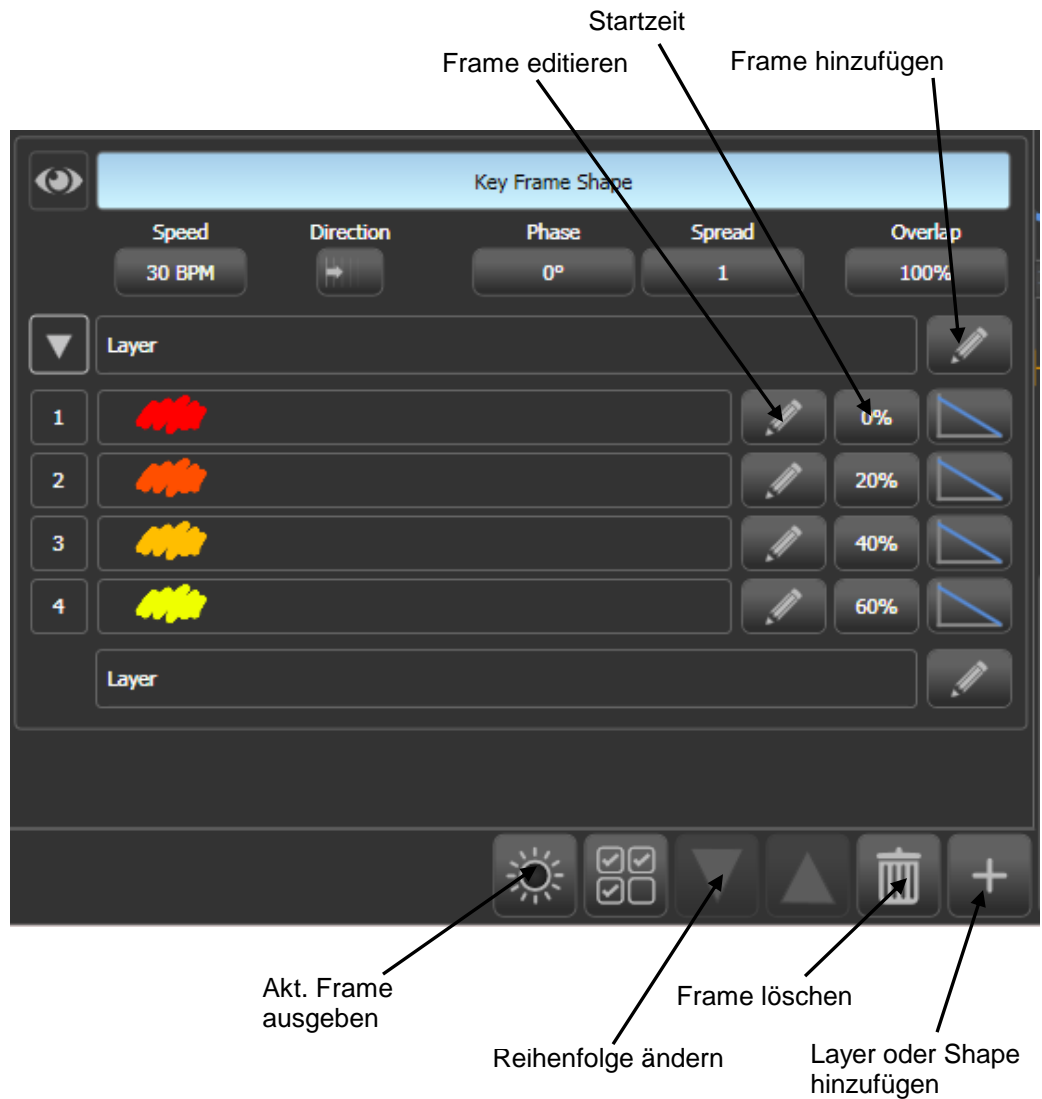 Startzeit
Frame editieren
Frame hinzufügen
Key Frame Shape
Speed Direction Phase Spread Overlap
30 BPM 0° 1 100%
Layer
1 0%
2 20%
3 40%
4 60%
Layer
Akt. Frame
ausgeben
Frame löschen
Reihenfolge ändern
Layer oder Shape
hinzufügen